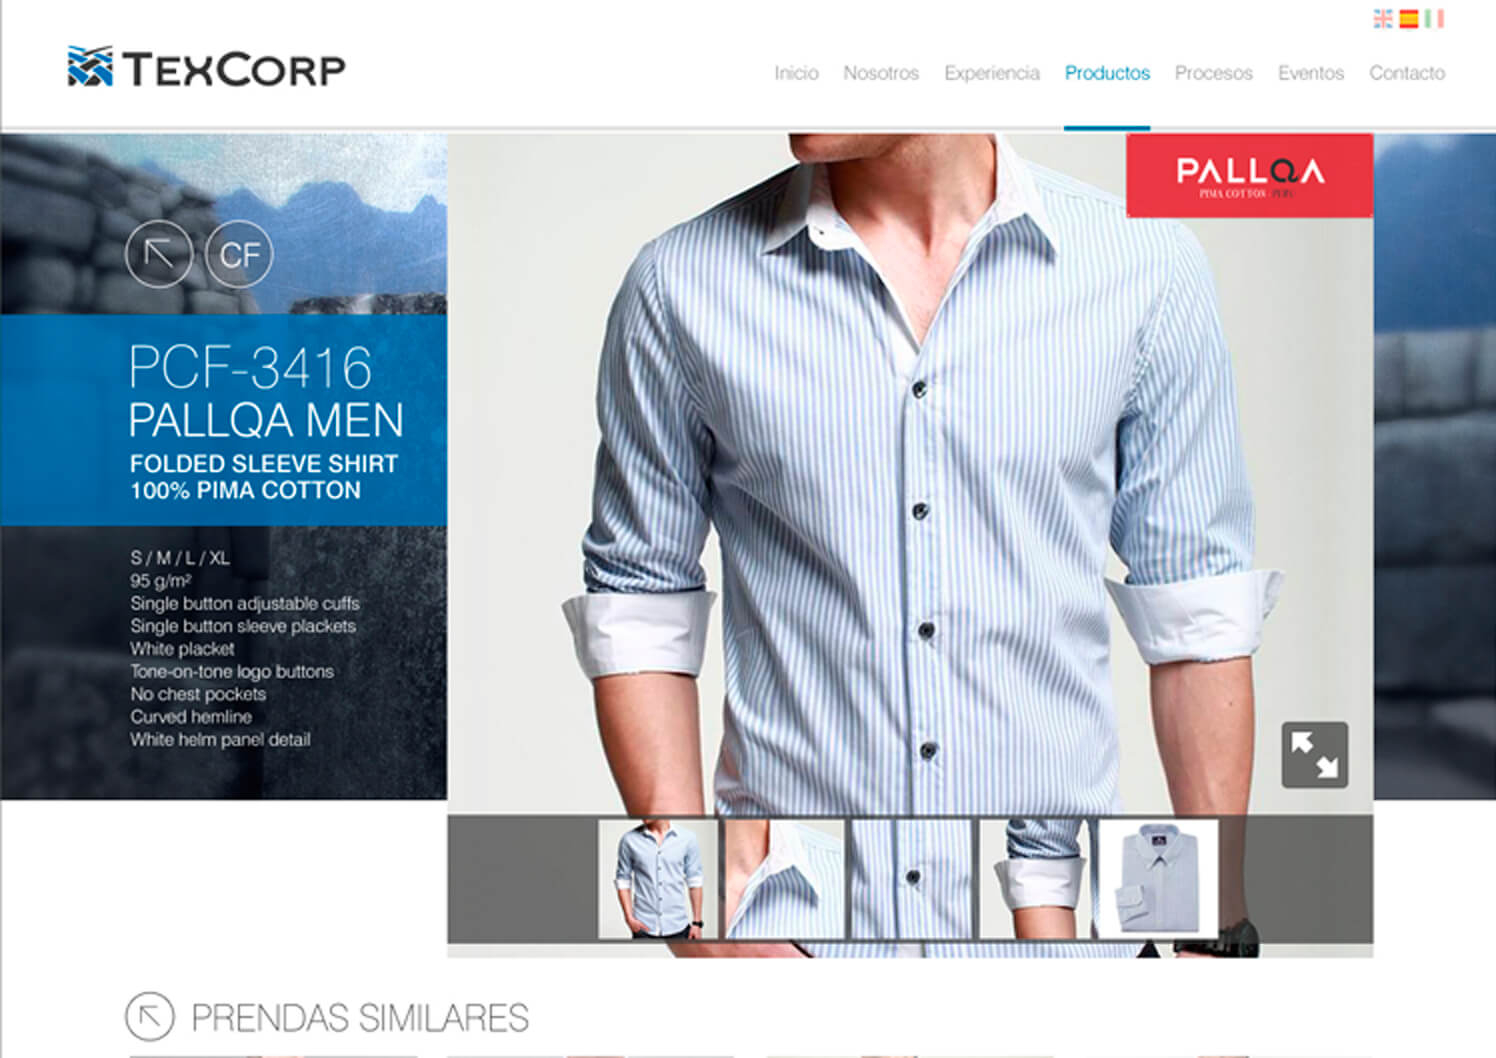 TEXCORP
Inicio Nosotros Experiencia Productos Procesos Eventos Contacto
PALLQA
PIMA COTTON · PERU
CF
PCF-3416
PALLQA MEN
FOLDED SLEEVE SHIRT
100% PIMA COTTON
S / M / L / XL
95 g/m²
Single button adjustable cuffs
Single button sleeve plackets
White placket
Tone-on-tone logo buttons
No chest pockets
Curved hemline
White helm panel detail
PRENDAS SIMILARES